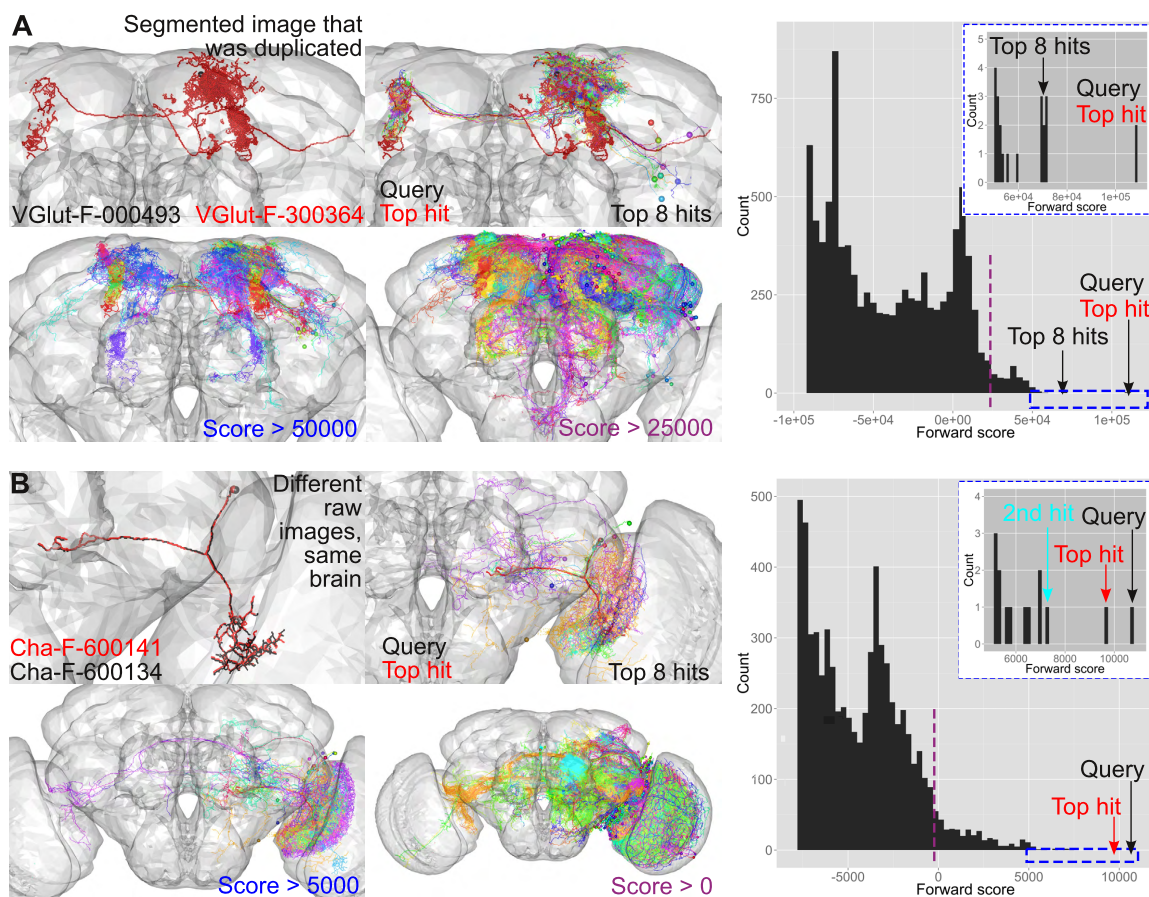 A
Segmented image that
was duplicated
VGlut-F-000493
VGlut-F-300364
Query
Top hit
Top 8 hits
Score > 50000
Score > 25000
Count
750
500
250
0
-1e+05
-5e+04
0e+00
5e+04
1e+05
Forward score
Top 8 hits
Query
Top hit
Count
5
4
3
2
1
0
6e+04
8e+04
1e+05
Forward score
Top 8 hits
Query
Top hit
B
Different
raw
images,
same
brain
Cha-F-600141
Cha-F-600134
Query
Top hit
Top 8 hits
Score > 5000
Score > 0
Count
500
400
300
200
100
0
-5000
0
5000
10000
Forward score
Query
Top hit
Count
4
3
2
1
0
6000
8000
10000
Forward score
2nd hit
Query
Top hit